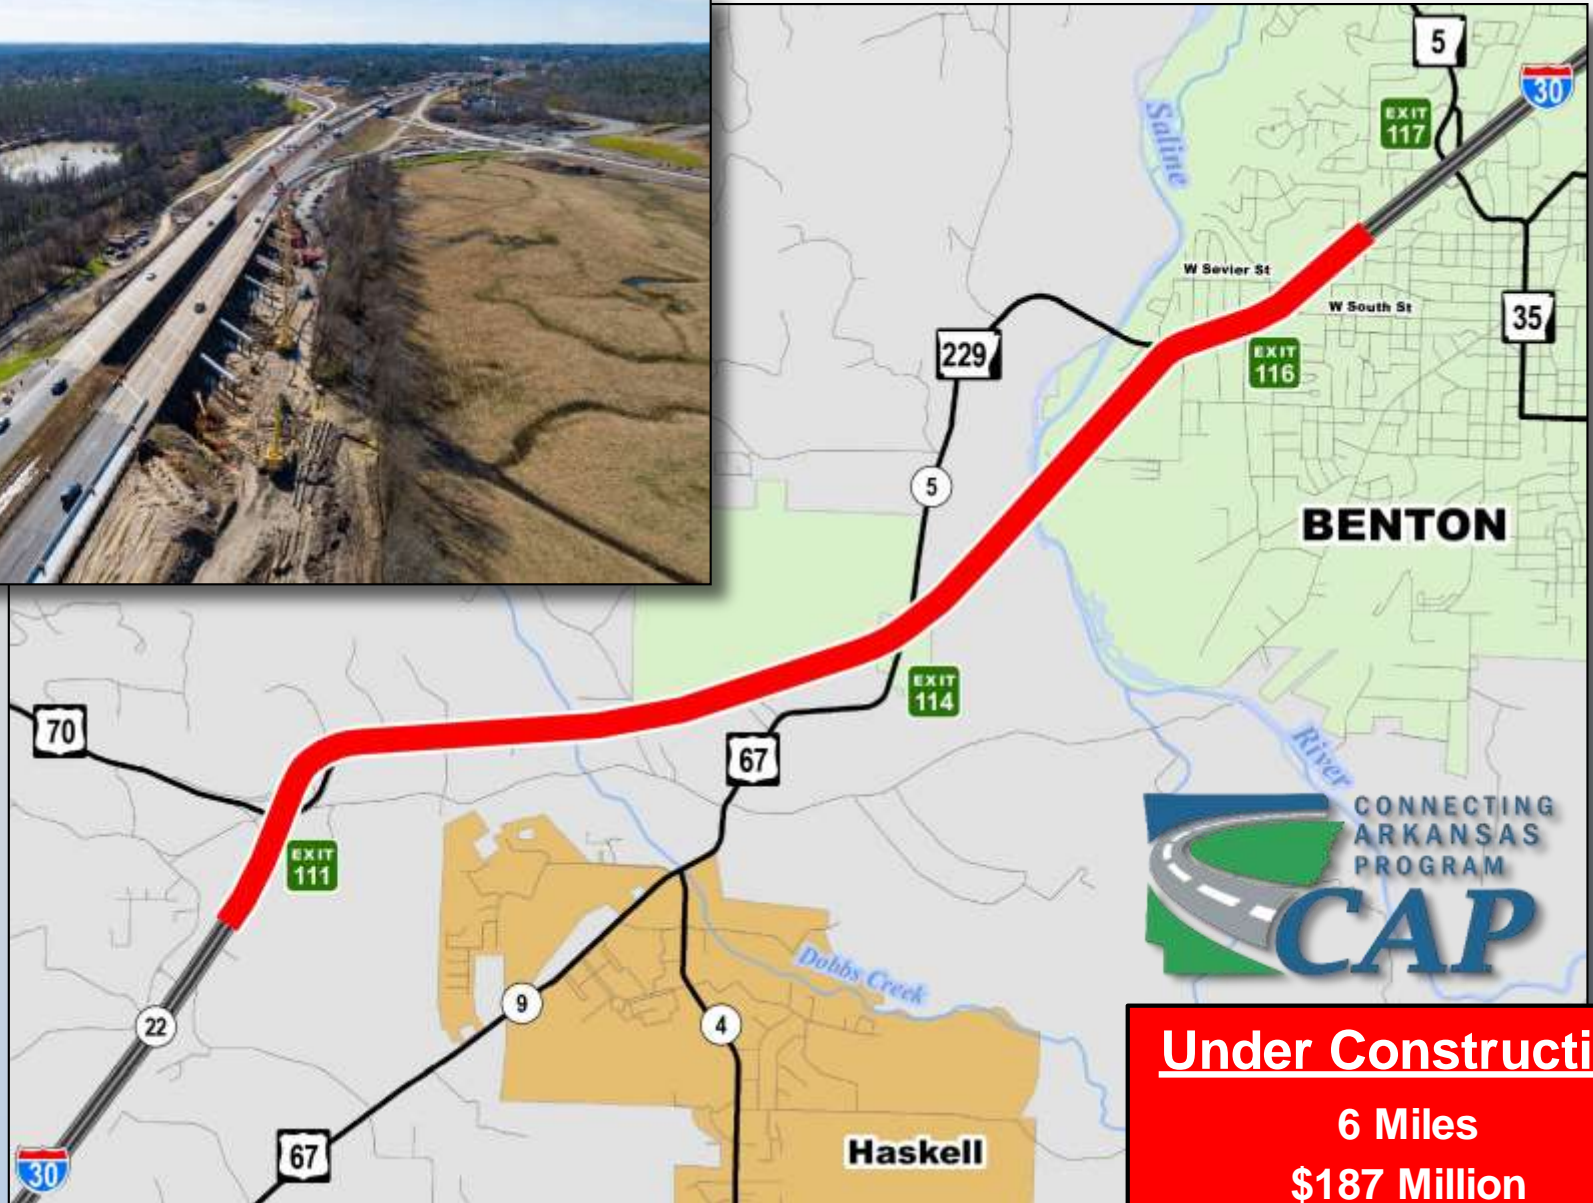 5
30
EXIT
117
Saline
W Sevier St
W South St
35
229
EXIT
116
5
BENTON
EXIT
114
70
67
River
CONNECTING
ARKANSAS
PROGRAM
CAP
EXIT
111
Dobbs Creek
9
22
4
Under Constructi
6 Miles
$187 Million
67
Haskell
30